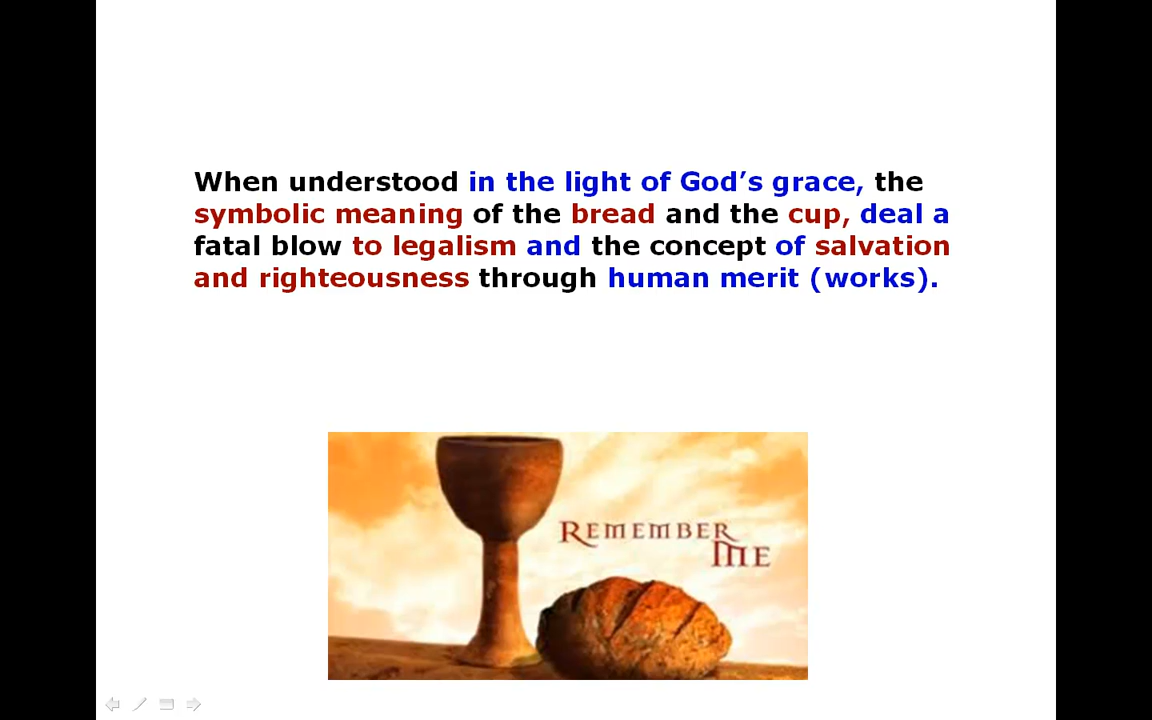 When understood in the light of God’s grace, the
symbolic meaning of the bread and the cup, deal a
fatal blow to legalism and the concept of salvation
and righteousness through human merit (works).
REMEMBER
ME